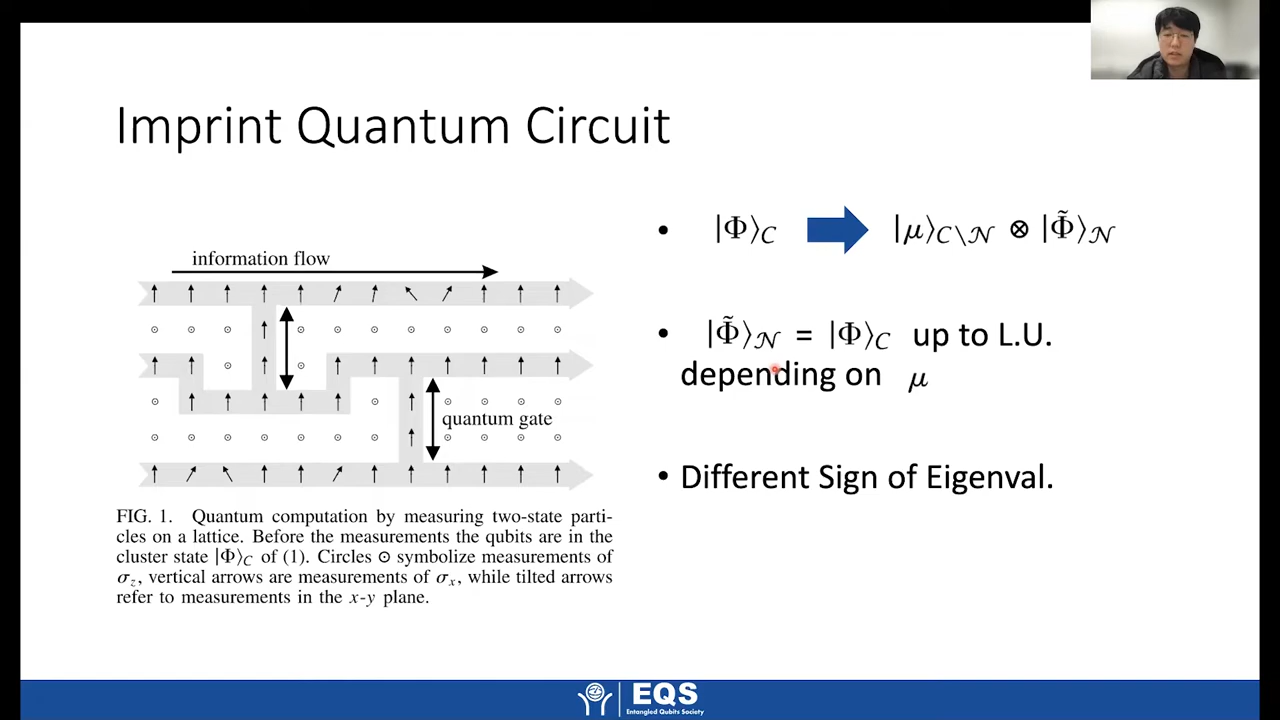 Imprint Quantum Circuit
information flow
quantum gate
FIG. 1. Quantum computation by measuring two-state parti-
cles on a lattice. Before the measurements the qubits are in the
cluster state |Φ⟩_C of (1). Circles ⊙ symbolize measurements of
σ_z, vertical arrows are measurements of σ_x, while tilted arrows
refer to measurements in the x-y plane.
• |Φ⟩_C ➡ |μ⟩_{C\𝒩} ⊗ |Φ̃⟩_𝒩
• |Φ̃⟩_𝒩 = |Φ⟩_C up to L.U.
depending on μ
• Different Sign of Eigenval.
EQS
Entangled Qubits Society